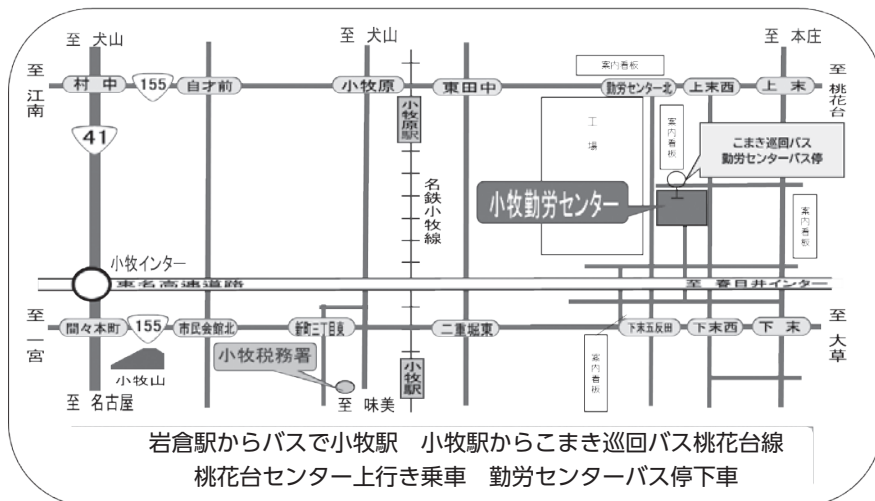 至 犬山
至 犬山
至 本庄
案内看板
至 江南
村中
155
自才前
小牧原
東田中
勤労センター北
上末西
上末
至 桃花台
41
小牧原駅
工場
案内看板
こまき巡回バス
勤労センターバス停
名鉄小牧線
小牧勤労センター
案内看板
小牧インター
東名高速道路
至 春日井インター
至 一宮
間々本町
155
市民会館北
新町三丁目東
二重堀東
下末五反田
下末西
下末
至 大草
小牧山
小牧税務署
小牧駅
案内看板
至 名古屋
至 味美
岩倉駅からバスで小牧駅 小牧駅からこまき巡回バス桃花台線
桃花台センター上行き乗車 勤労センターバス停下車